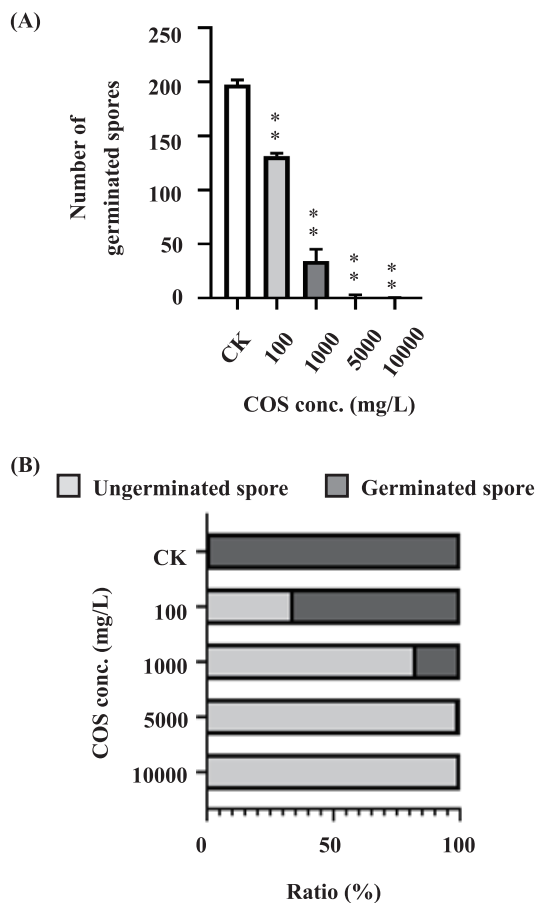 (A)
250
200
150
100
50
0
Number of
germinated spores
**
**
**
**
CK
100
1000
5000
10000
COS conc. (mg/L)
(B)
Ungerminated spore
Germinated spore
COS conc. (mg/L)
CK
100
1000
5000
10000
0
50
100
Ratio (%)